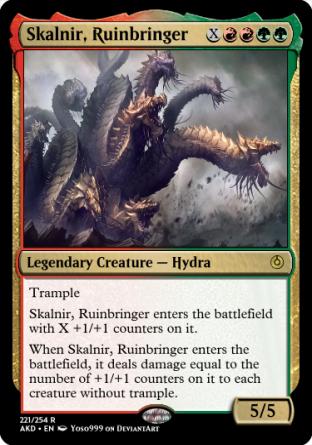 Skalnir, Ruinbringer X
Legendary Creature — Hydra
Trample
Skalnir, Ruinbringer enters the battlefield
with X +1/+1 counters on it.
When Skalnir, Ruinbringer enters the
battlefield, it deals damage equal to the
number of +1/+1 counters on it to each
creature without trample.
5/5
221/254 R
AKD • EN Yoso999 on DeviantArt